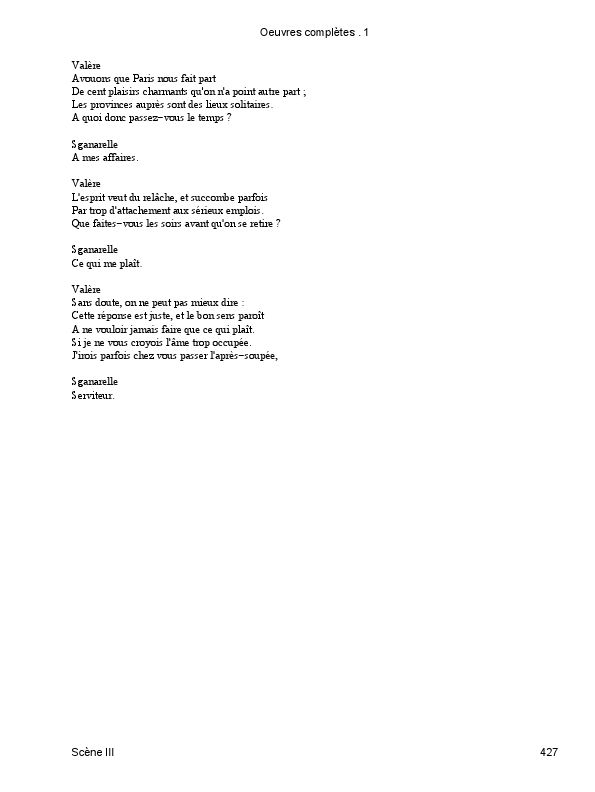 Oeuvres complètes . 1
Valère
Avouons que Paris nous fait part
De cent plaisirs charmants qu'on n'a point autre part ;
Les provinces auprès sont des lieux solitaires.
A quoi donc passez−vous le temps ?
Sganarelle
A mes affaires.
Valère
L'esprit veut du relâche, et succombe parfois
Par trop d'attachement aux sérieux emplois.
Que faites−vous les soirs avant qu'on se retire ?
Sganarelle
Ce qui me plaît.
Valère
Sans doute, on ne peut pas mieux dire :
Cette réponse est juste, et le bon sens paroît
A ne vouloir jamais faire que ce qui plaît.
Si je ne vous croyois l'âme trop occupée.
J'irois parfois chez vous passer l'après−soupée,
Sganarelle
Serviteur.
Scène III
427